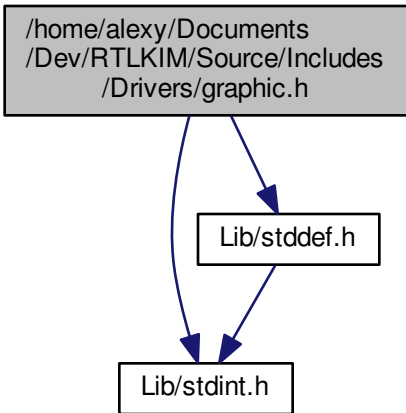 /home/alexy/Documents
/Dev/RTLKIM/Source/Includes
/Drivers/graphic.h
Lib/stddef.h
Lib/stdint.h